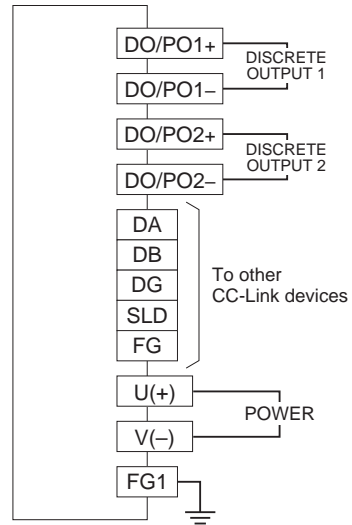 DO/PO1+
DISCRETE
OUTPUT 1
DO/PO1–
DO/PO2+
DISCRETE
OUTPUT 2
DO/PO2–
DA
DB
DG
SLD
FG
To other
CC-Link devices
U(+)
POWER
V(–)
FG1